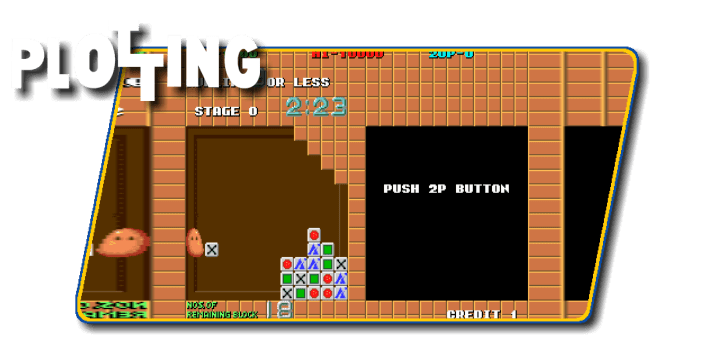 PLOTTING
HI-10000 2UP-0
OR LESS
STAGE 0 2:23
PUSH 2P BUTTON
NOS.OF
REMAINING BLOCK 18
CREDIT 1